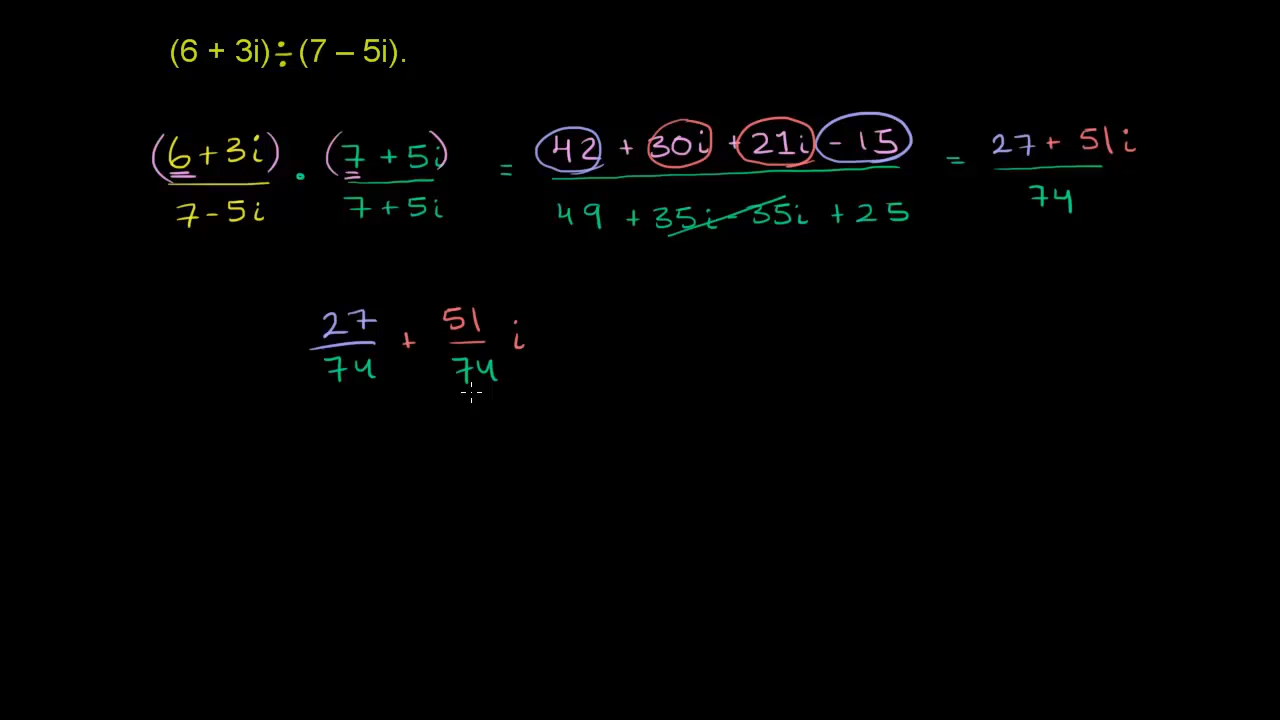 (6 + 3i)÷(7 – 5i).
(6+3i)/(7-5i) · (7+5i)/(7+5i) = (42 + 30i + 21i - 15)/(49 + 35i - 35i + 25) = (27 + 51i)/74
27/74 + 51/74 i